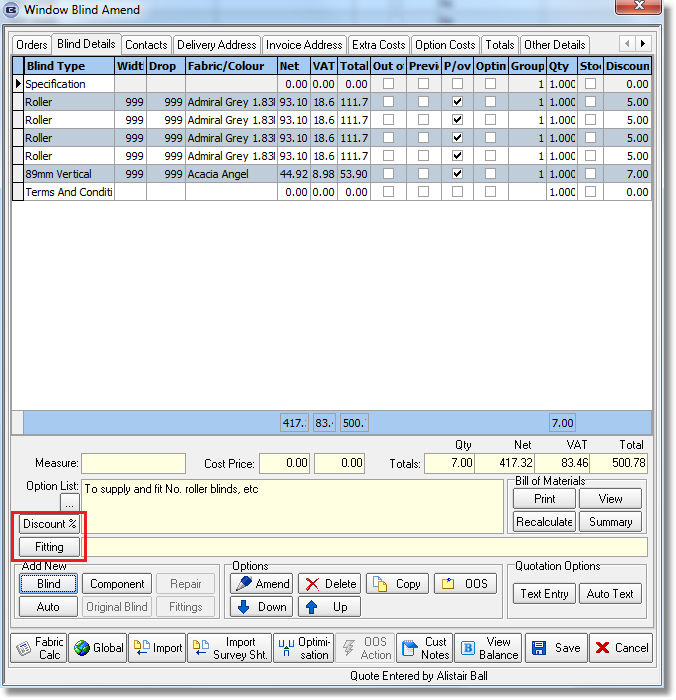 Window Blind Amend
Orders Blind Details Contacts Delivery Address Invoice Address Extra Costs Option Costs Totals Other Details
Blind Type Widt Drop Fabric/Colour Net VAT Total Out o Previ P/ov Optin Group Qty Stoc Discoun
Specification 0.00 0.00 0.00 1 1.000 0.00
Roller 999 999 Admiral Grey 1.83 93.10 18.6 111.7 1 1.000 5.00
Roller 999 999 Admiral Grey 1.83 93.10 18.6 111.7 1 1.000 5.00
Roller 999 999 Admiral Grey 1.83 93.10 18.6 111.7 1 1.000 5.00
Roller 999 999 Admiral Grey 1.83 93.10 18.6 111.7 1 1.000 5.00
89mm Vertical 999 999 Acacia Angel 44.92 8.98 53.90 1 1.000 7.00
Terms And Conditi 0.00 0.00 0.00 1.000 0.00
417. 83. 500. 7.00
Qty Net VAT Total
Measure: Cost Price: 0.00 0.00 Totals: 7.00 417.32 83.46 500.78
Option List: To supply and fit No. roller blinds, etc Bill of Materials
... Print View
Discount % Recalculate Summary
Fitting
Add New Options Quotation Options
Blind Component Repair Amend Delete Copy OOS Text Entry Auto Text
Auto Original Blind Fittings Down Up
Fabric Calc Global Import Import Survey Sht. Optimi-sation OOS Action Cust Notes View Balance Save Cancel
Quote Entered by Alistair Ball